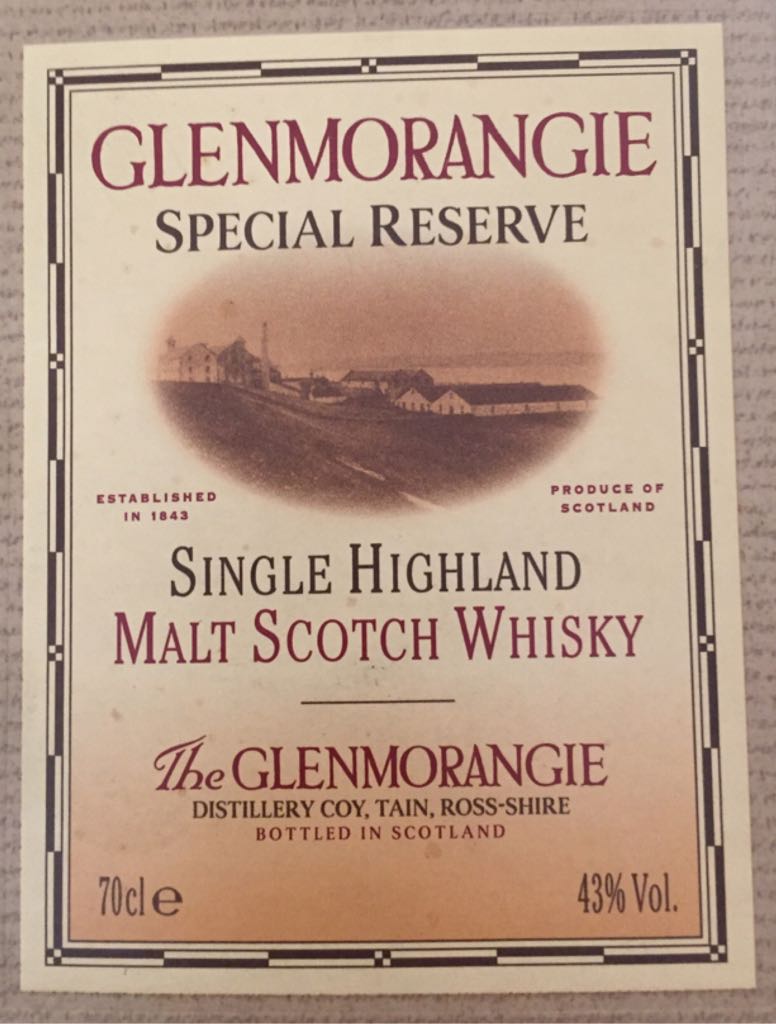 GLENMORANGIE
SPECIAL RESERVE
ESTABLISHED
IN 1843
PRODUCE OF
SCOTLAND
SINGLE HIGHLAND
MALT SCOTCH WHISKY
The GLENMORANGIE
DISTILLERY COY, TAIN, ROSS-SHIRE
BOTTLED IN SCOTLAND
70cl e
43% Vol.